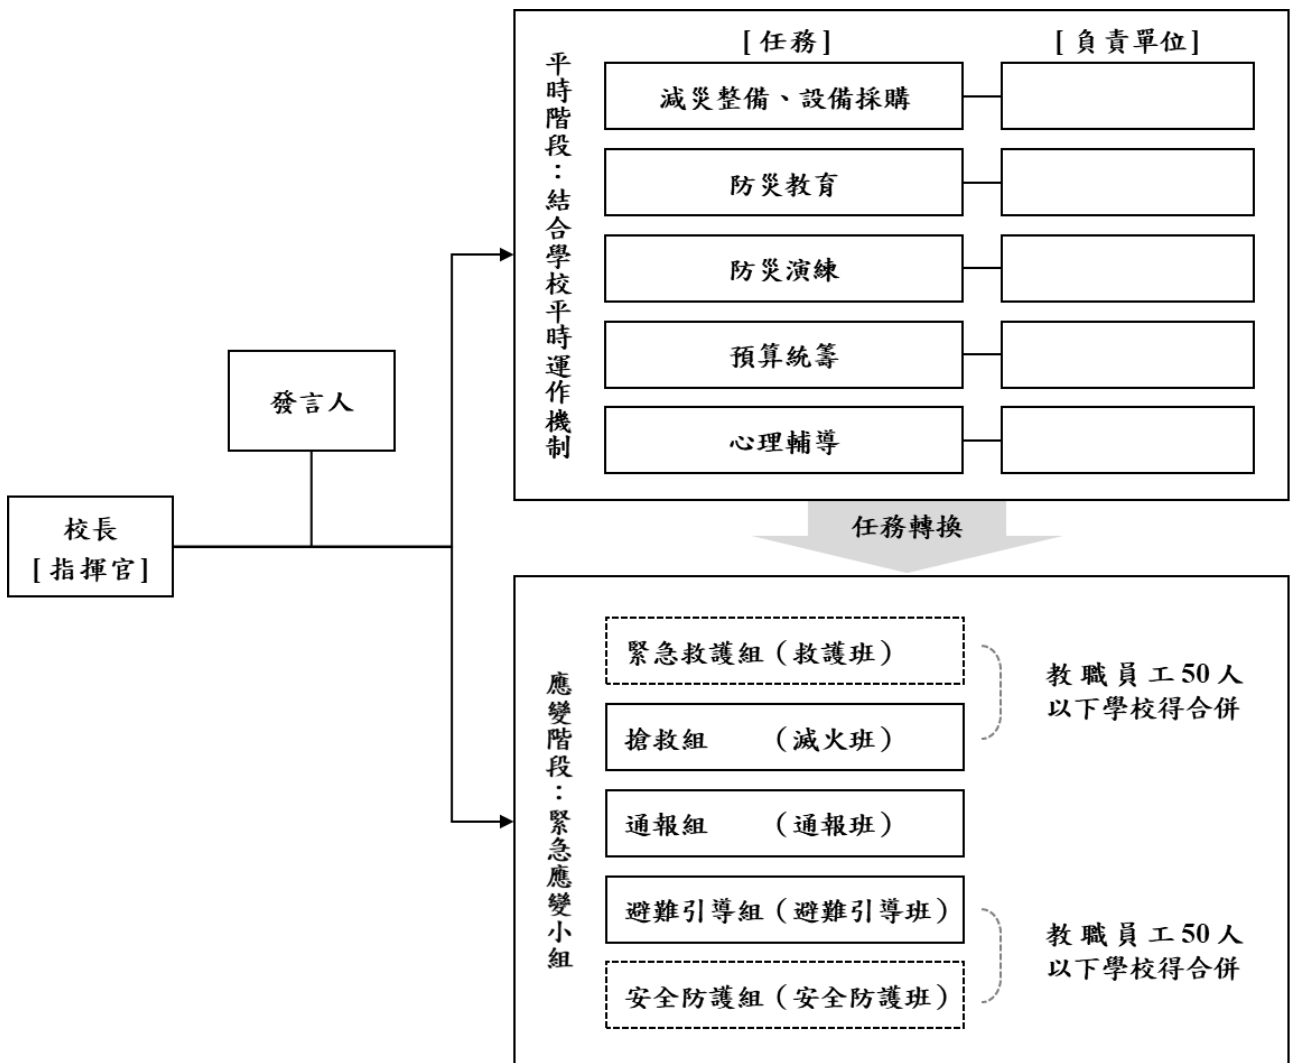 平時階段：結合學校平時運作機制
[任務]
[負責單位]
減災整備、設備採購
防災教育
防災演練
預算統籌
心理輔導
發言人
校長
[指揮官]
任務轉換
應變階段：緊急應變小組
緊急救護組（救護班）
搶救組　　（滅火班）
通報組　　（通報班）
避難引導組（避難引導班）
安全防護組（安全防護班）
教職員工50人
以下學校得合併
教職員工50人
以下學校得合併